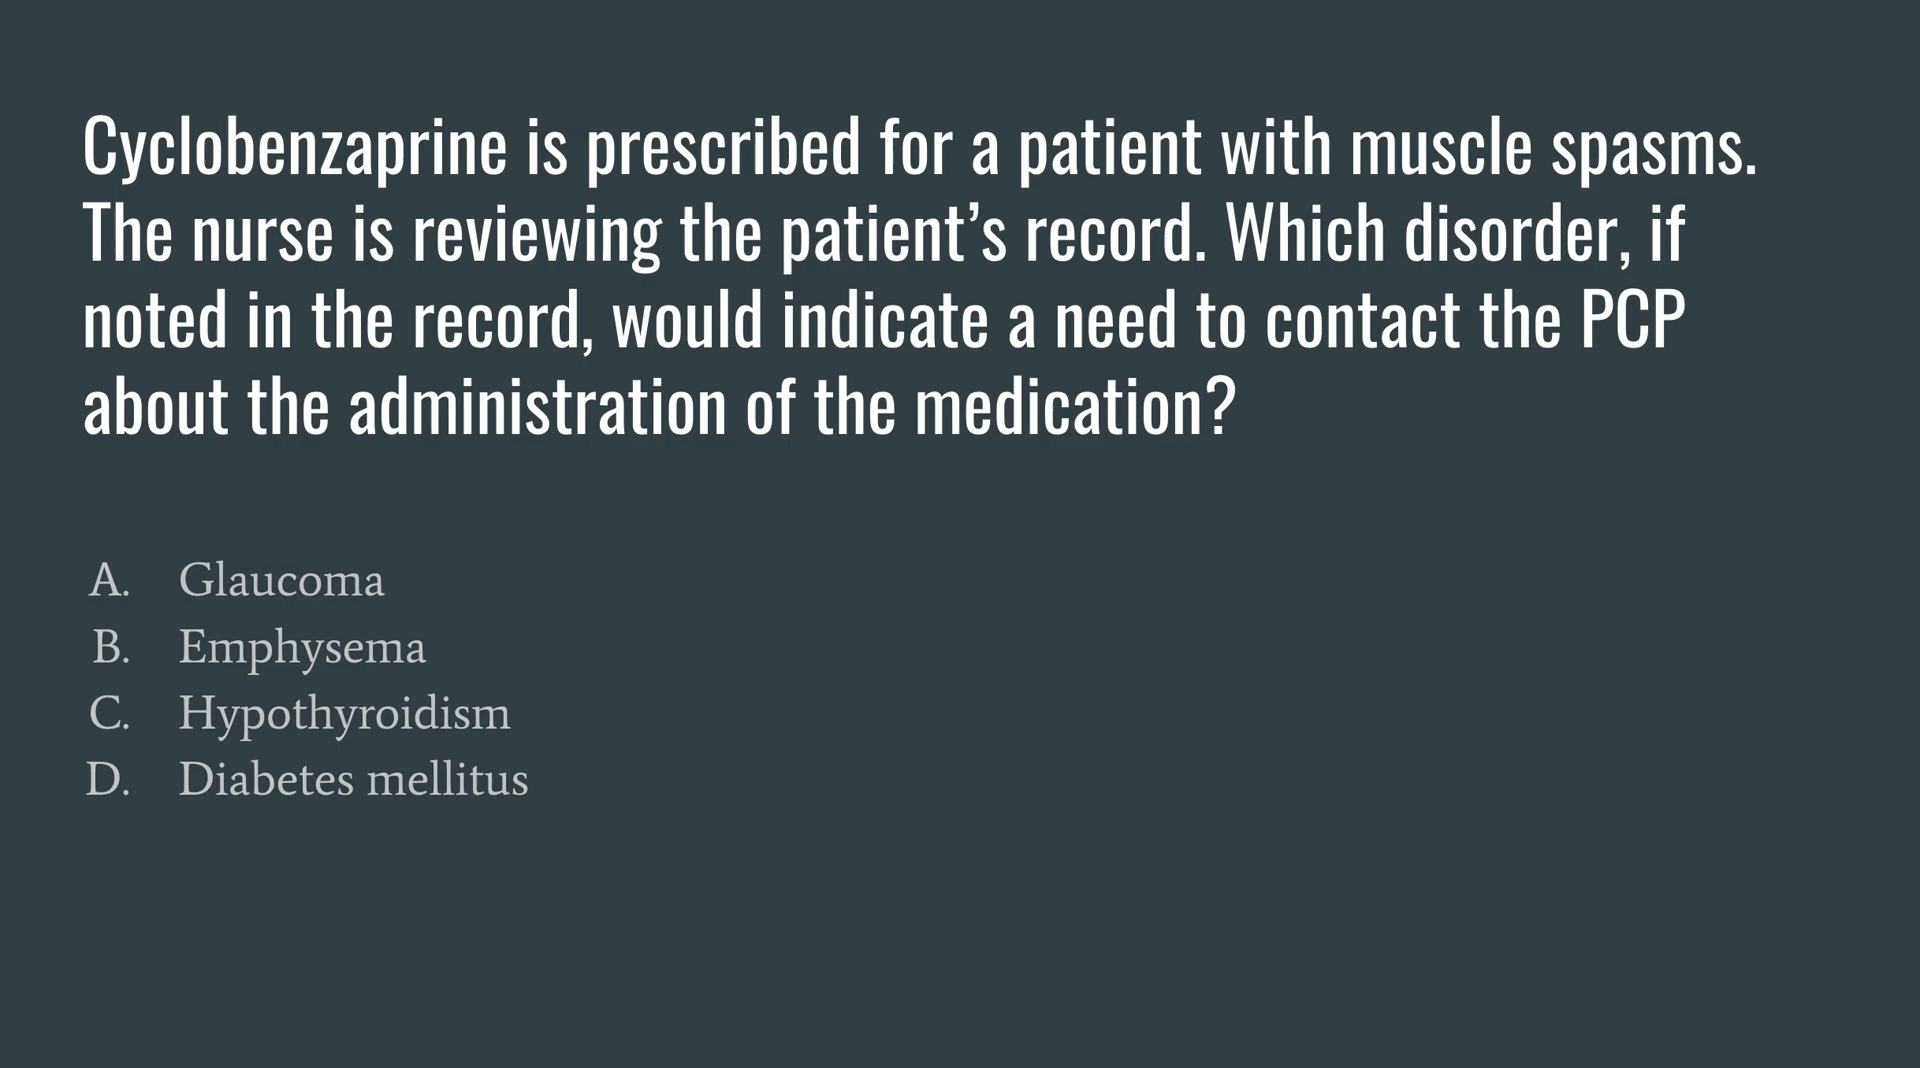 Cyclobenzaprine is prescribed for a patient with muscle spasms.
The nurse is reviewing the patient’s record. Which disorder, if
noted in the record, would indicate a need to contact the PCP
about the administration of the medication?
A. Glaucoma
B. Emphysema
C. Hypothyroidism
D. Diabetes mellitus